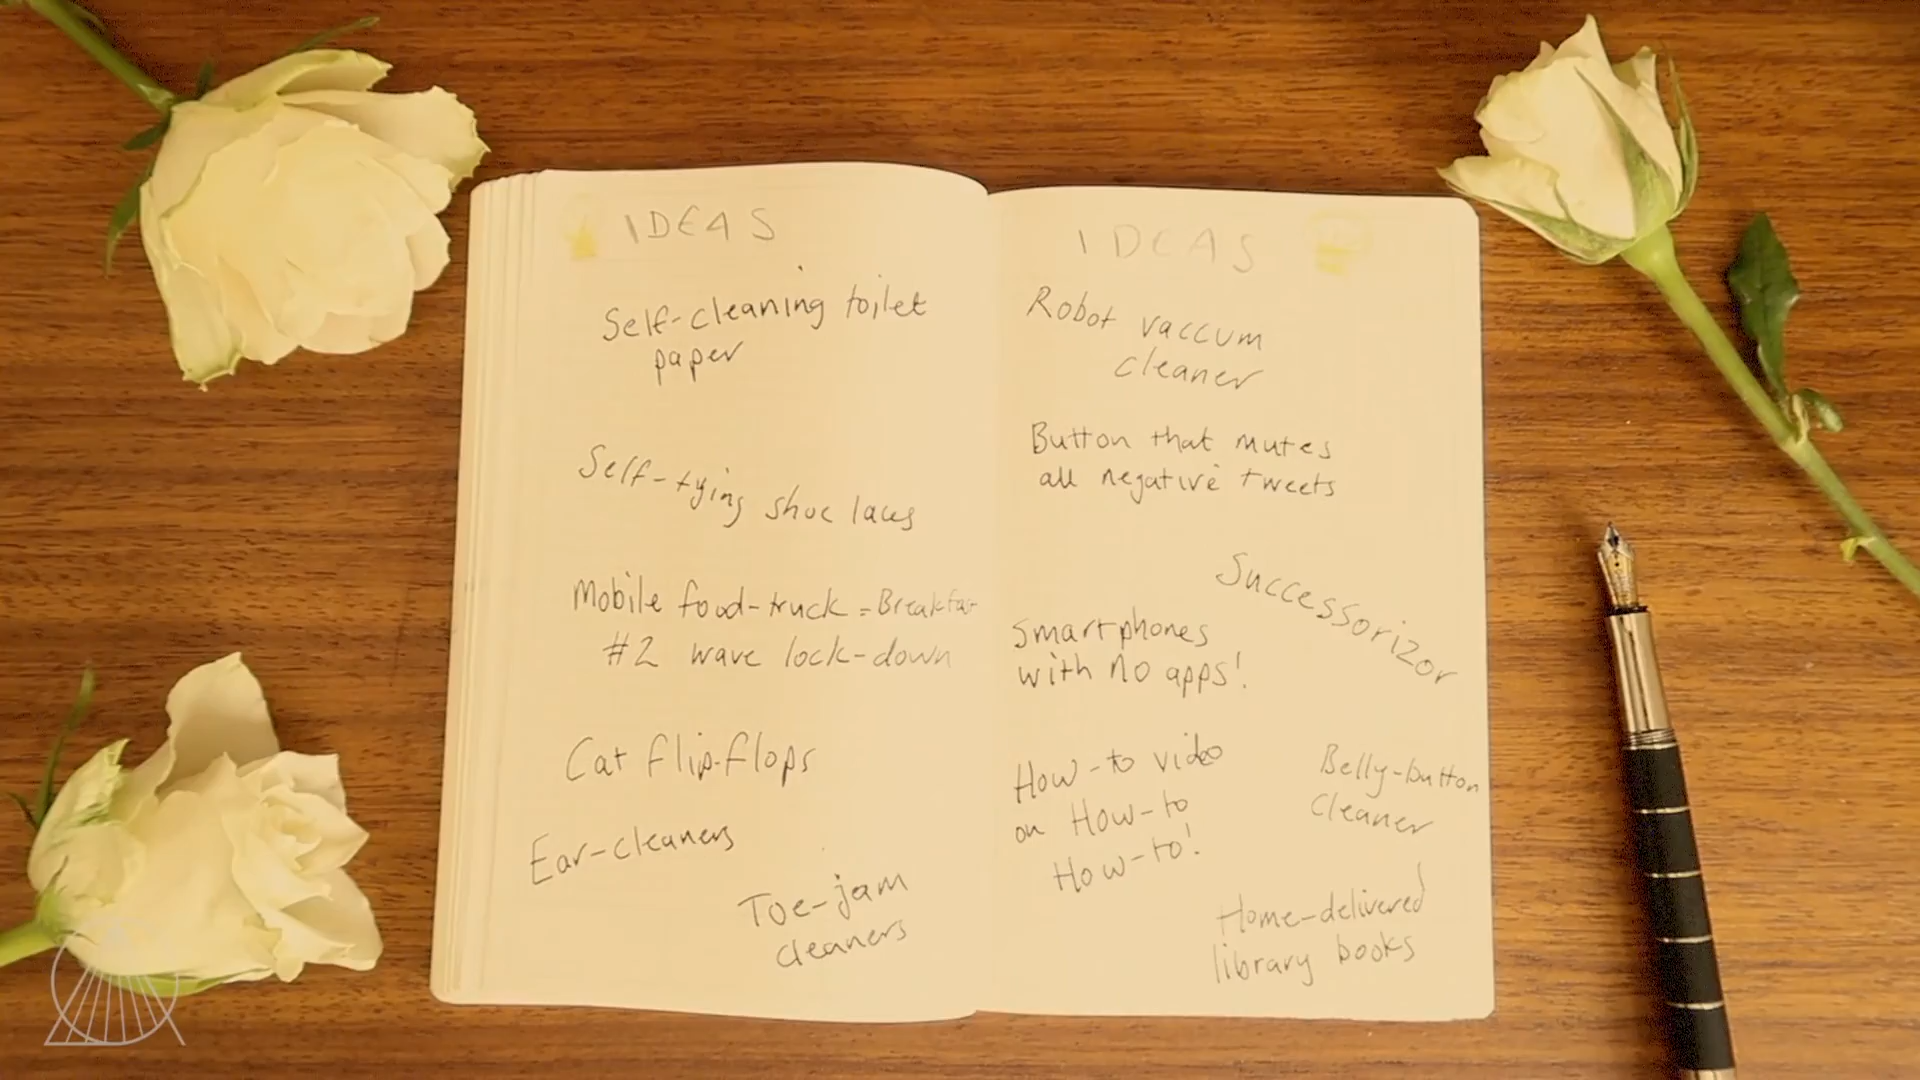 IDEAS
Self-cleaning toilet
paper
Self-tying shoe laces
Mobile food-truck = Breakfast
#2 wave lock-down
Cat flip-flops
Ear-cleaners
Toe-jam
cleaners
IDEAS
Robot vaccum
cleaner
Button that mutes
all negative tweets
Successorizor
Smartphones
with no apps!
How-to video
on How-to
How-to!
Belly-button
Cleaner
Home-delivered
library books